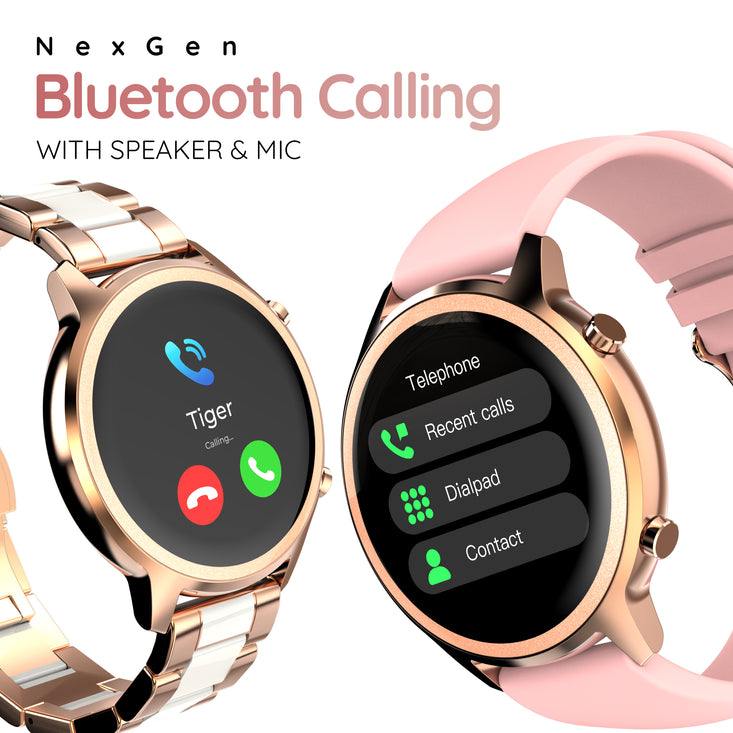 NexGen
Bluetooth Calling
WITH SPEAKER & MIC
Tiger
Calling...
Telephone
Recent calls
Dialpad
Contact